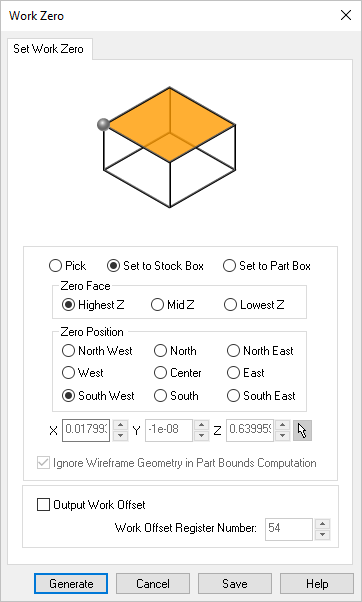 Work Zero
Set Work Zero
Pick Set to Stock Box Set to Part Box
Zero Face
Highest Z Mid Z Lowest Z
Zero Position
North West North North East
West Center East
South West South South East
X 0.01799 Y -1e-08 Z 0.63995
Ignore Wireframe Geometry in Part Bounds Computation
Output Work Offset
Work Offset Register Number: 54
Generate Cancel Save Help